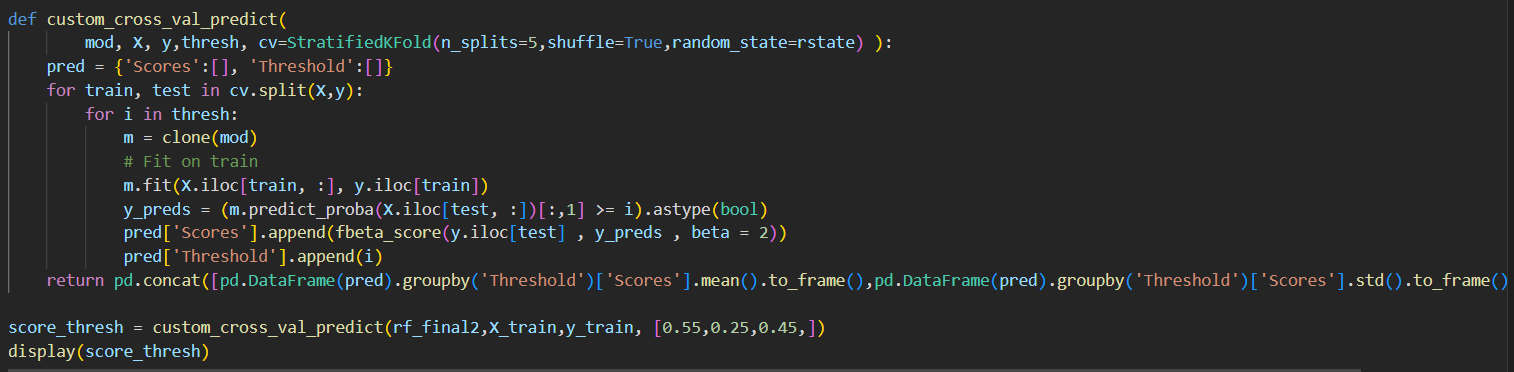 def custom_cross_val_predict(
mod, X, y,thresh, cv=StratifiedKFold(n_splits=5,shuffle=True,random_state=rstate) ):
pred = {'Scores':[], 'Threshold':[]}
for train, test in cv.split(X,y):
for i in thresh:
m = clone(mod)
# Fit on train
m.fit(X.iloc[train, :], y.iloc[train])
y_preds = (m.predict_proba(X.iloc[test, :])[:,1] >= i).astype(bool)
pred['Scores'].append(fbeta_score(y.iloc[test] , y_preds , beta = 2))
pred['Threshold'].append(i)
return pd.concat([pd.DataFrame(pred).groupby('Threshold')['Scores'].mean().to_frame(),pd.DataFrame(pred).groupby('Threshold')['Scores'].std().to_frame()
score_thresh = custom_cross_val_predict(rf_final2,X_train,y_train, [0.55,0.25,0.45,])
display(score_thresh)